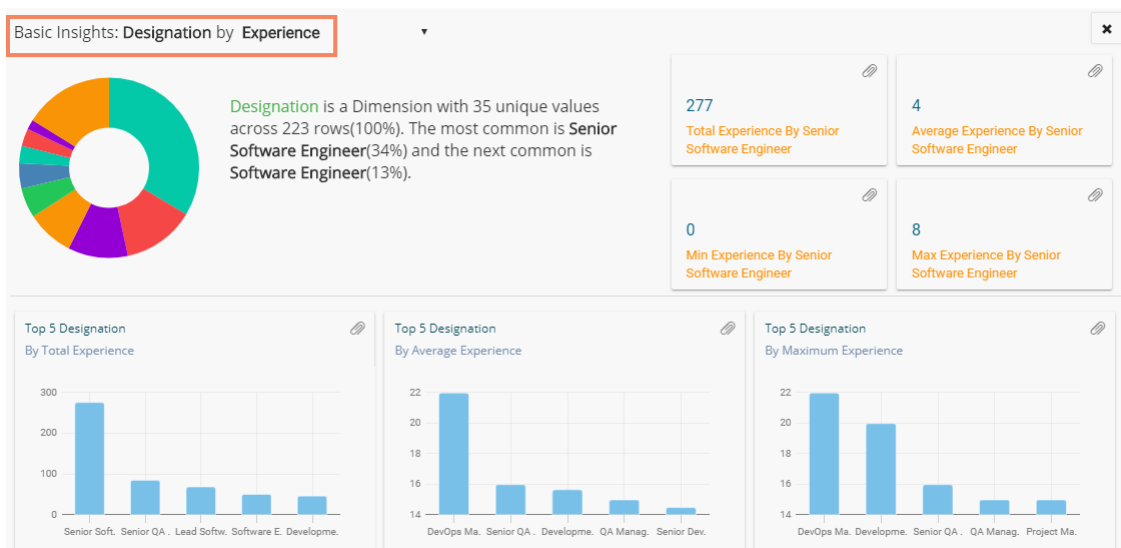 Basic Insights: Designation by Experience
Designation is a Dimension with 35 unique values
across 223 rows(100%). The most common is Senior
Software Engineer(34%) and the next common is
Software Engineer(13%).
277
Total Experience By Senior
Software Engineer
4
Average Experience By Senior
Software Engineer
0
Min Experience By Senior
Software Engineer
8
Max Experience By Senior
Software Engineer
Top 5 Designation
By Total Experience
300
200
100
0
Senior Soft. Senior QA . Lead Softw. Software E. Developme.
Top 5 Designation
By Average Experience
22
20
18
16
14
DevOps Ma. Senior QA . Developme. QA Manag. Senior Dev.
Top 5 Designation
By Maximum Experience
22
20
18
16
14
DevOps Ma. Developme. Senior QA . QA Manag. Project Ma.